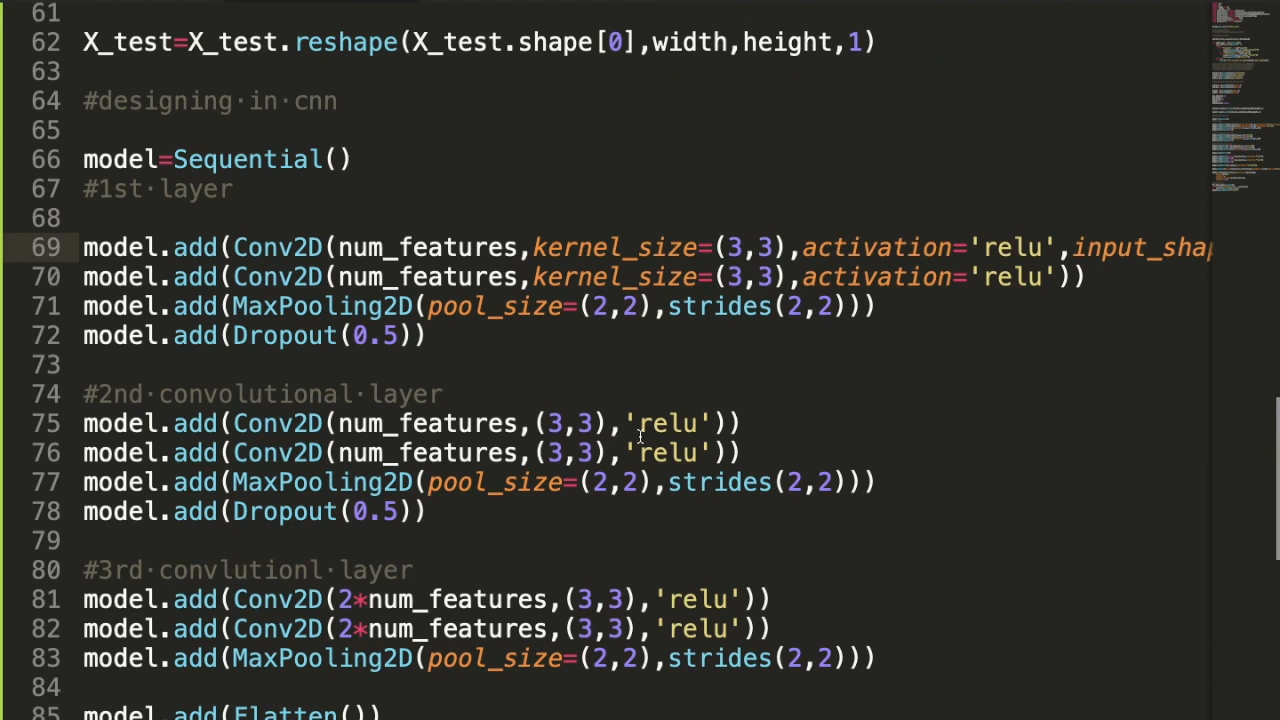 61
62 X_test=X_test.reshape(X_test.shape[0],width,height,1)
63
64 #designing·in·cnn
65
66 model=Sequential()
67 #1st·layer
68
69 model.add(Conv2D(num_features,kernel_size=(3,3),activation='relu',input_shap
70 model.add(Conv2D(num_features,kernel_size=(3,3),activation='relu'))
71 model.add(MaxPooling2D(pool_size=(2,2),strides(2,2)))
72 model.add(Dropout(0.5))
73
74 #2nd·convolutional·layer
75 model.add(Conv2D(num_features,(3,3),'relu'))
76 model.add(Conv2D(num_features,(3,3),'relu'))
77 model.add(MaxPooling2D(pool_size=(2,2),strides(2,2)))
78 model.add(Dropout(0.5))
79
80 #3rd·convlutionl·layer
81 model.add(Conv2D(2*num_features,(3,3),'relu'))
82 model.add(Conv2D(2*num_features,(3,3),'relu'))
83 model.add(MaxPooling2D(pool_size=(2,2),strides(2,2)))
84
85 model.add(Flatten())